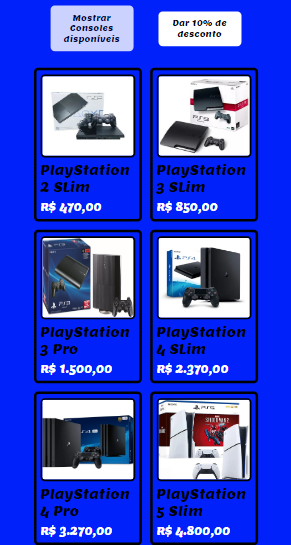 Mostrar
Consoles
disponíveis
Dar 10% de
desconto
PlayStation
2 SLim
R$ 470,00
PlayStation
3 SLim
R$ 850,00
PlayStation
3 Pro
R$ 1.500,00
PlayStation
4 SLim
R$ 2.370,00
PlayStation
4 Pro
R$ 3.270,00
PlayStation
5 Slim
R$ 4.800,00